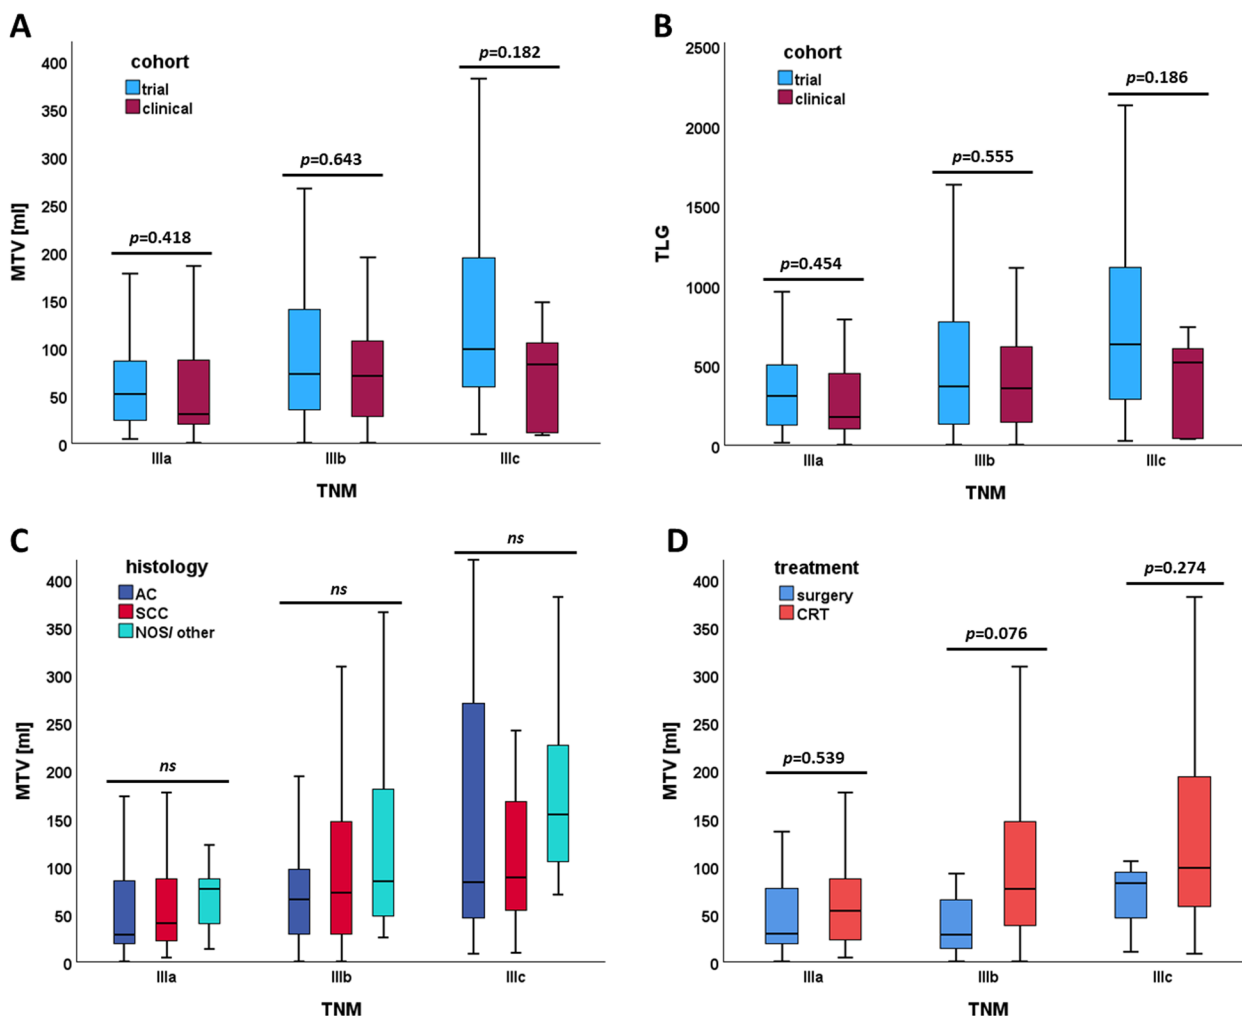 A
cohort
trial
clinical
p=0.418
p=0.643
p=0.182
MTV [ml]
400
350
300
250
200
150
100
50
0
IIIa
IIIb
IIIc
TNM
B
cohort
trial
clinical
p=0.454
p=0.555
p=0.186
TLG
2500
2000
1500
1000
500
0
IIIa
IIIb
IIIc
TNM
C
histology
AC
SCC
NOS/ other
ns
ns
ns
MTV [ml]
400
350
300
250
200
150
100
50
0
IIIa
IIIb
IIIc
TNM
D
treatment
surgery
CRT
p=0.539
p=0.076
p=0.274
MTV [ml]
400
350
300
250
200
150
100
50
0
IIIa
IIIb
IIIc
TNM